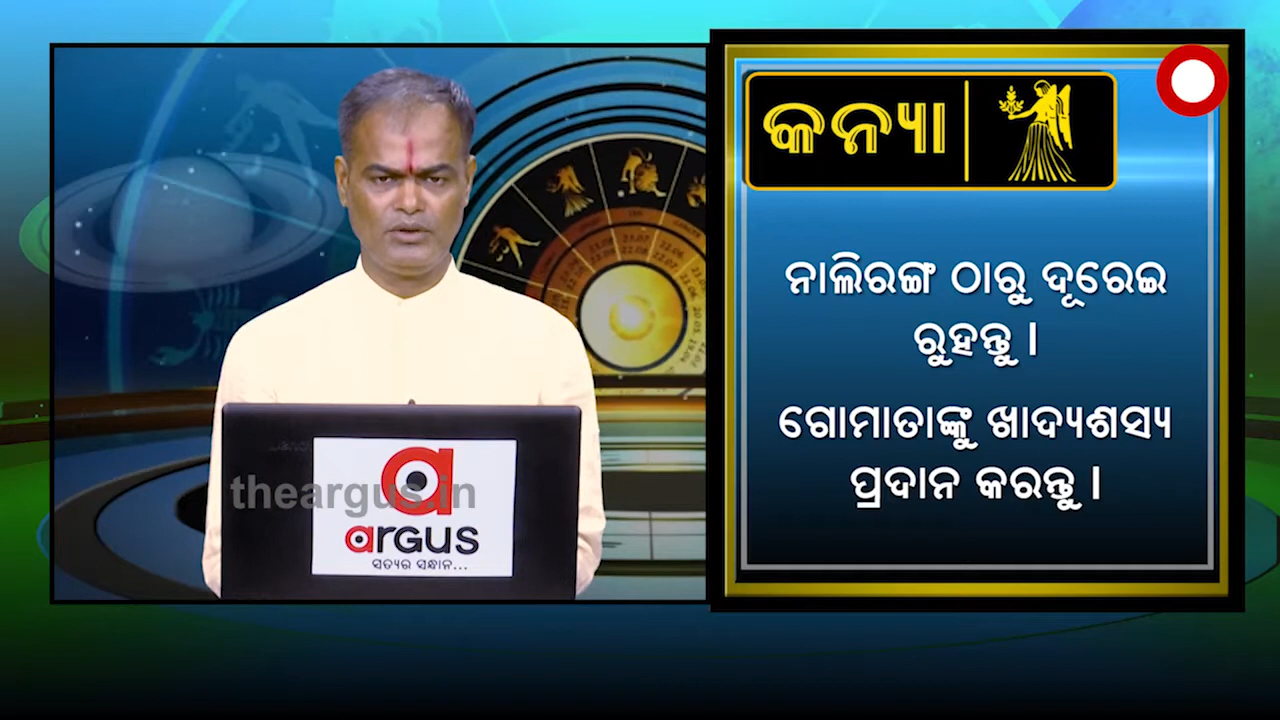 କନ୍ୟା
ନାଲିରଙ୍ଗ ଠାରୁ ଦୂରେଇ
ରୁହନ୍ତୁ ।
ଗୋମାତାଙ୍କୁ ଖାଦ୍ୟଶସ୍ୟ
ପ୍ରଦାନ କରନ୍ତୁ ।
theargus.in
a
argus
ସତ୍ୟର ସନ୍ଧାନ...